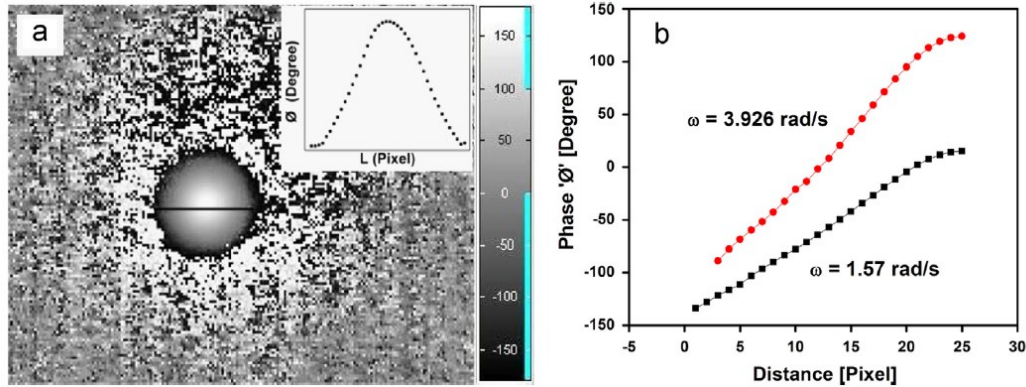 a
Ø (Degree)
L (Pixel)
150
100
50
0
-50
-100
-150
b
Phase 'Ø' [Degree]
150
100
50
0
-50
-100
-150
ω = 3.926 rad/s
ω = 1.57 rad/s
-5 0 5 10 15 20 25 30
Distance [Pixel]